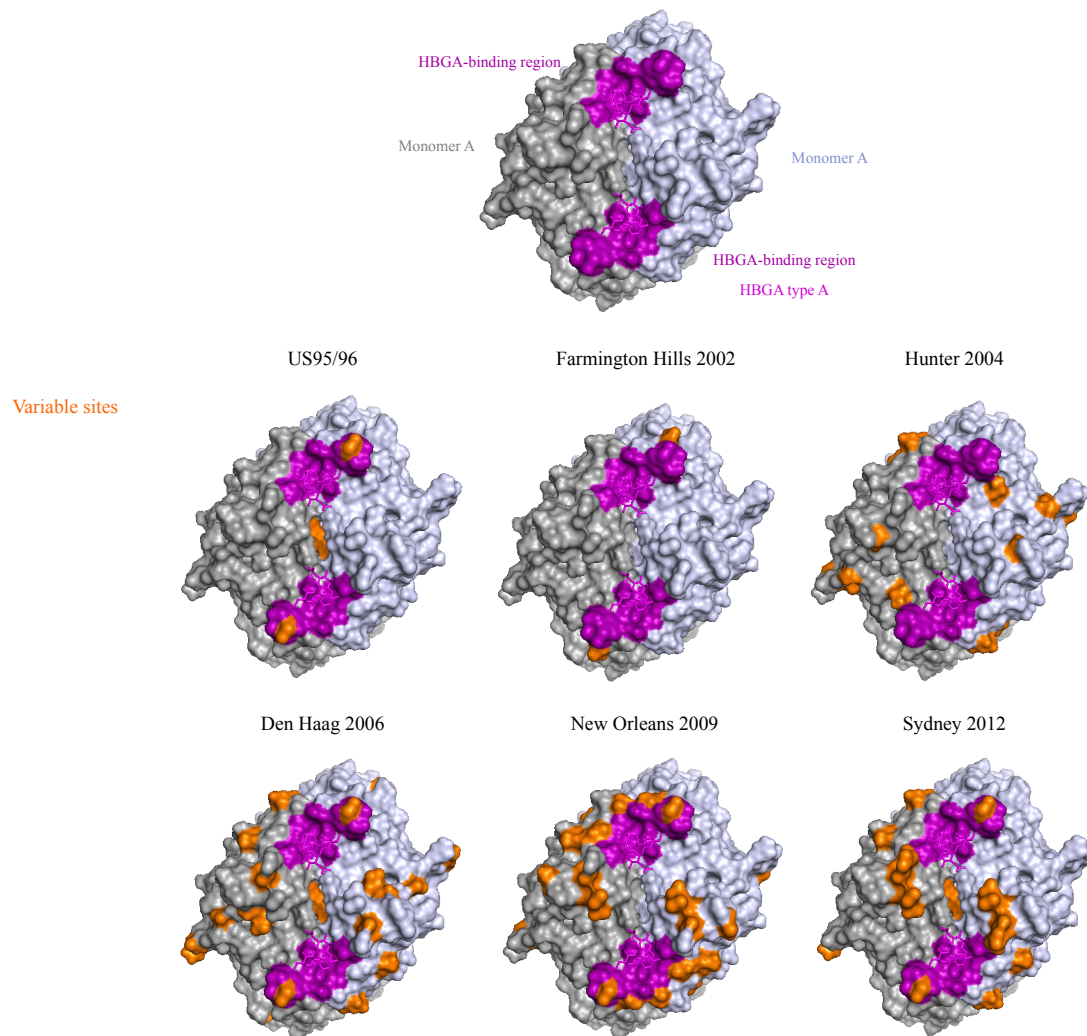 HBGA-binding region
Monomer A
Monomer A
HBGA-binding region
HBGA type A
US95/96
Farmington Hills 2002
Hunter 2004
Variable sites
Den Haag 2006
New Orleans 2009
Sydney 2012